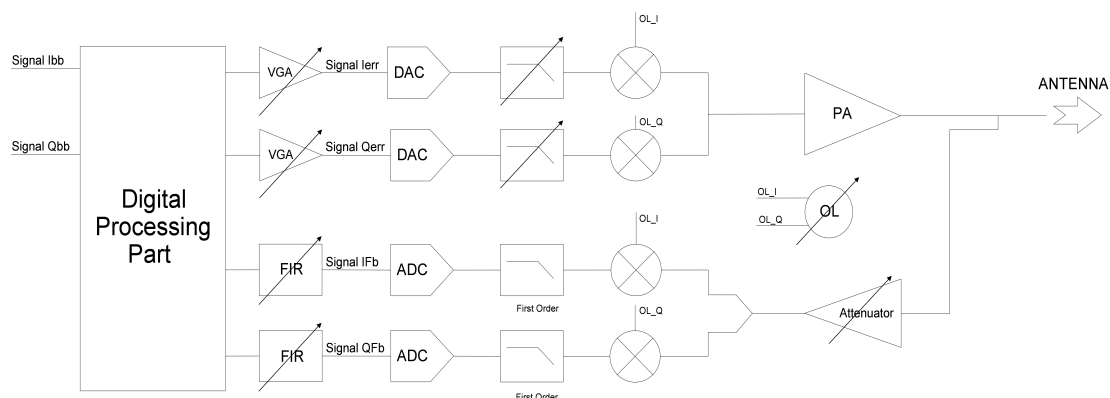 Signal Ibb
Signal Qbb
Digital
Processing
Part
VGA
Signal Ierr
DAC
OL_I
VGA
Signal Qerr
DAC
OL_Q
PA
ANTENNA
OL_I
OL_Q
OL
FIR
Signal IFb
ADC
First Order
OL_I
FIR
Signal QFb
ADC
First Order
OL_Q
Attenuator